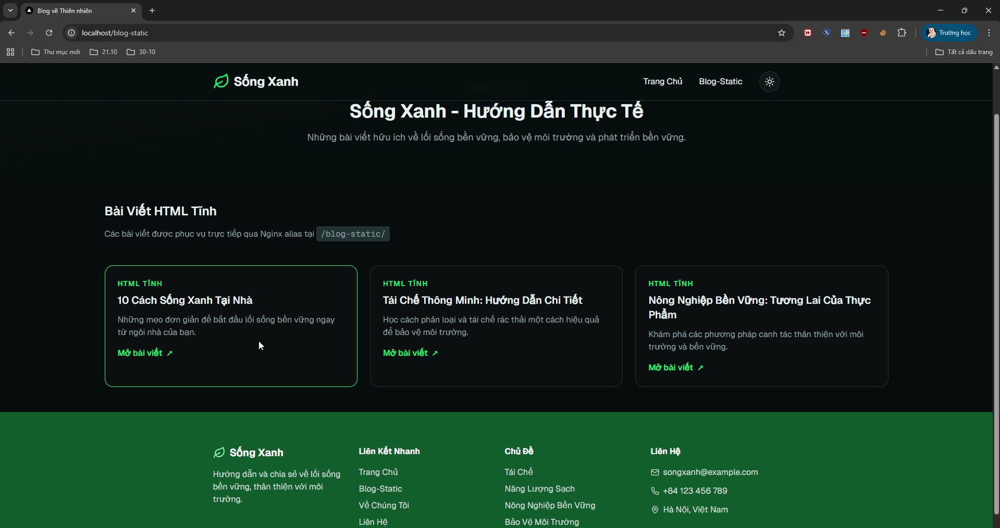 Blog về Thiên nhiên
localhost/blog-static
Trường học
Thư mục mới
21.10
30-10
Tất cả dấu trang
Sống Xanh
Trang Chủ
Blog-Static
Sống Xanh - Hướng Dẫn Thực Tế
Những bài viết hữu ích về lối sống bền vững, bảo vệ môi trường và phát triển bền vững.
Bài Viết HTML Tĩnh
Các bài viết được phục vụ trực tiếp qua Nginx alias tại /blog-static/
HTML TĨNH
10 Cách Sống Xanh Tại Nhà
Những mẹo đơn giản để bắt đầu lối sống bền vững ngay
từ ngôi nhà của bạn.
Mở bài viết ↗
HTML TĨNH
Tái Chế Thông Minh: Hướng Dẫn Chi Tiết
Học cách phân loại và tái chế rác thải một cách hiệu quả
để bảo vệ môi trường.
Mở bài viết ↗
HTML TĨNH
Nông Nghiệp Bền Vững: Tương Lai Của Thực
Phẩm
Khám phá các phương pháp canh tác thân thiện với môi
trường và bền vững.
Mở bài viết ↗
Sống Xanh
Hướng dẫn và chia sẻ về lối sống
bền vững, thân thiện với môi
trường.
Liên Kết Nhanh
Trang Chủ
Blog-Static
Về Chúng Tôi
Liên Hệ
Chủ Đề
Tái Chế
Năng Lượng Sạch
Nông Nghiệp Bền Vững
Bảo Vệ Môi Trường
Liên Hệ
songxanh@example.com
+84 123 456 789
Hà Nội, Việt Nam